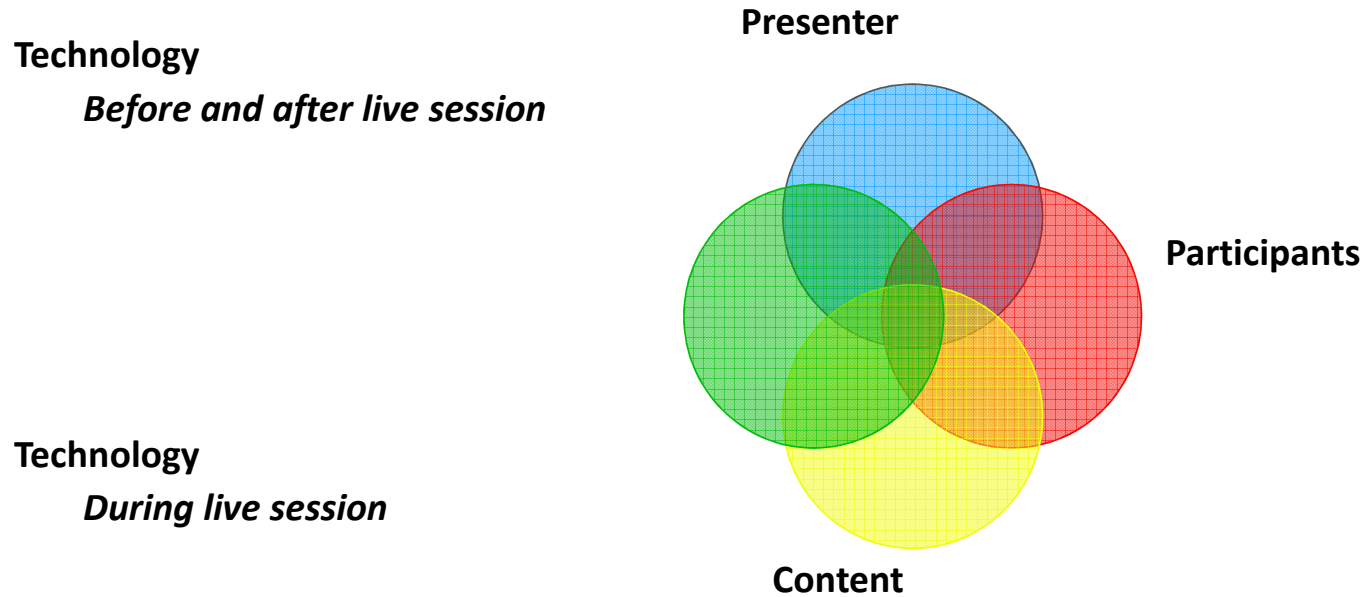 Presenter
Technology
Before and after live session
Participants
Technology
During live session
Content